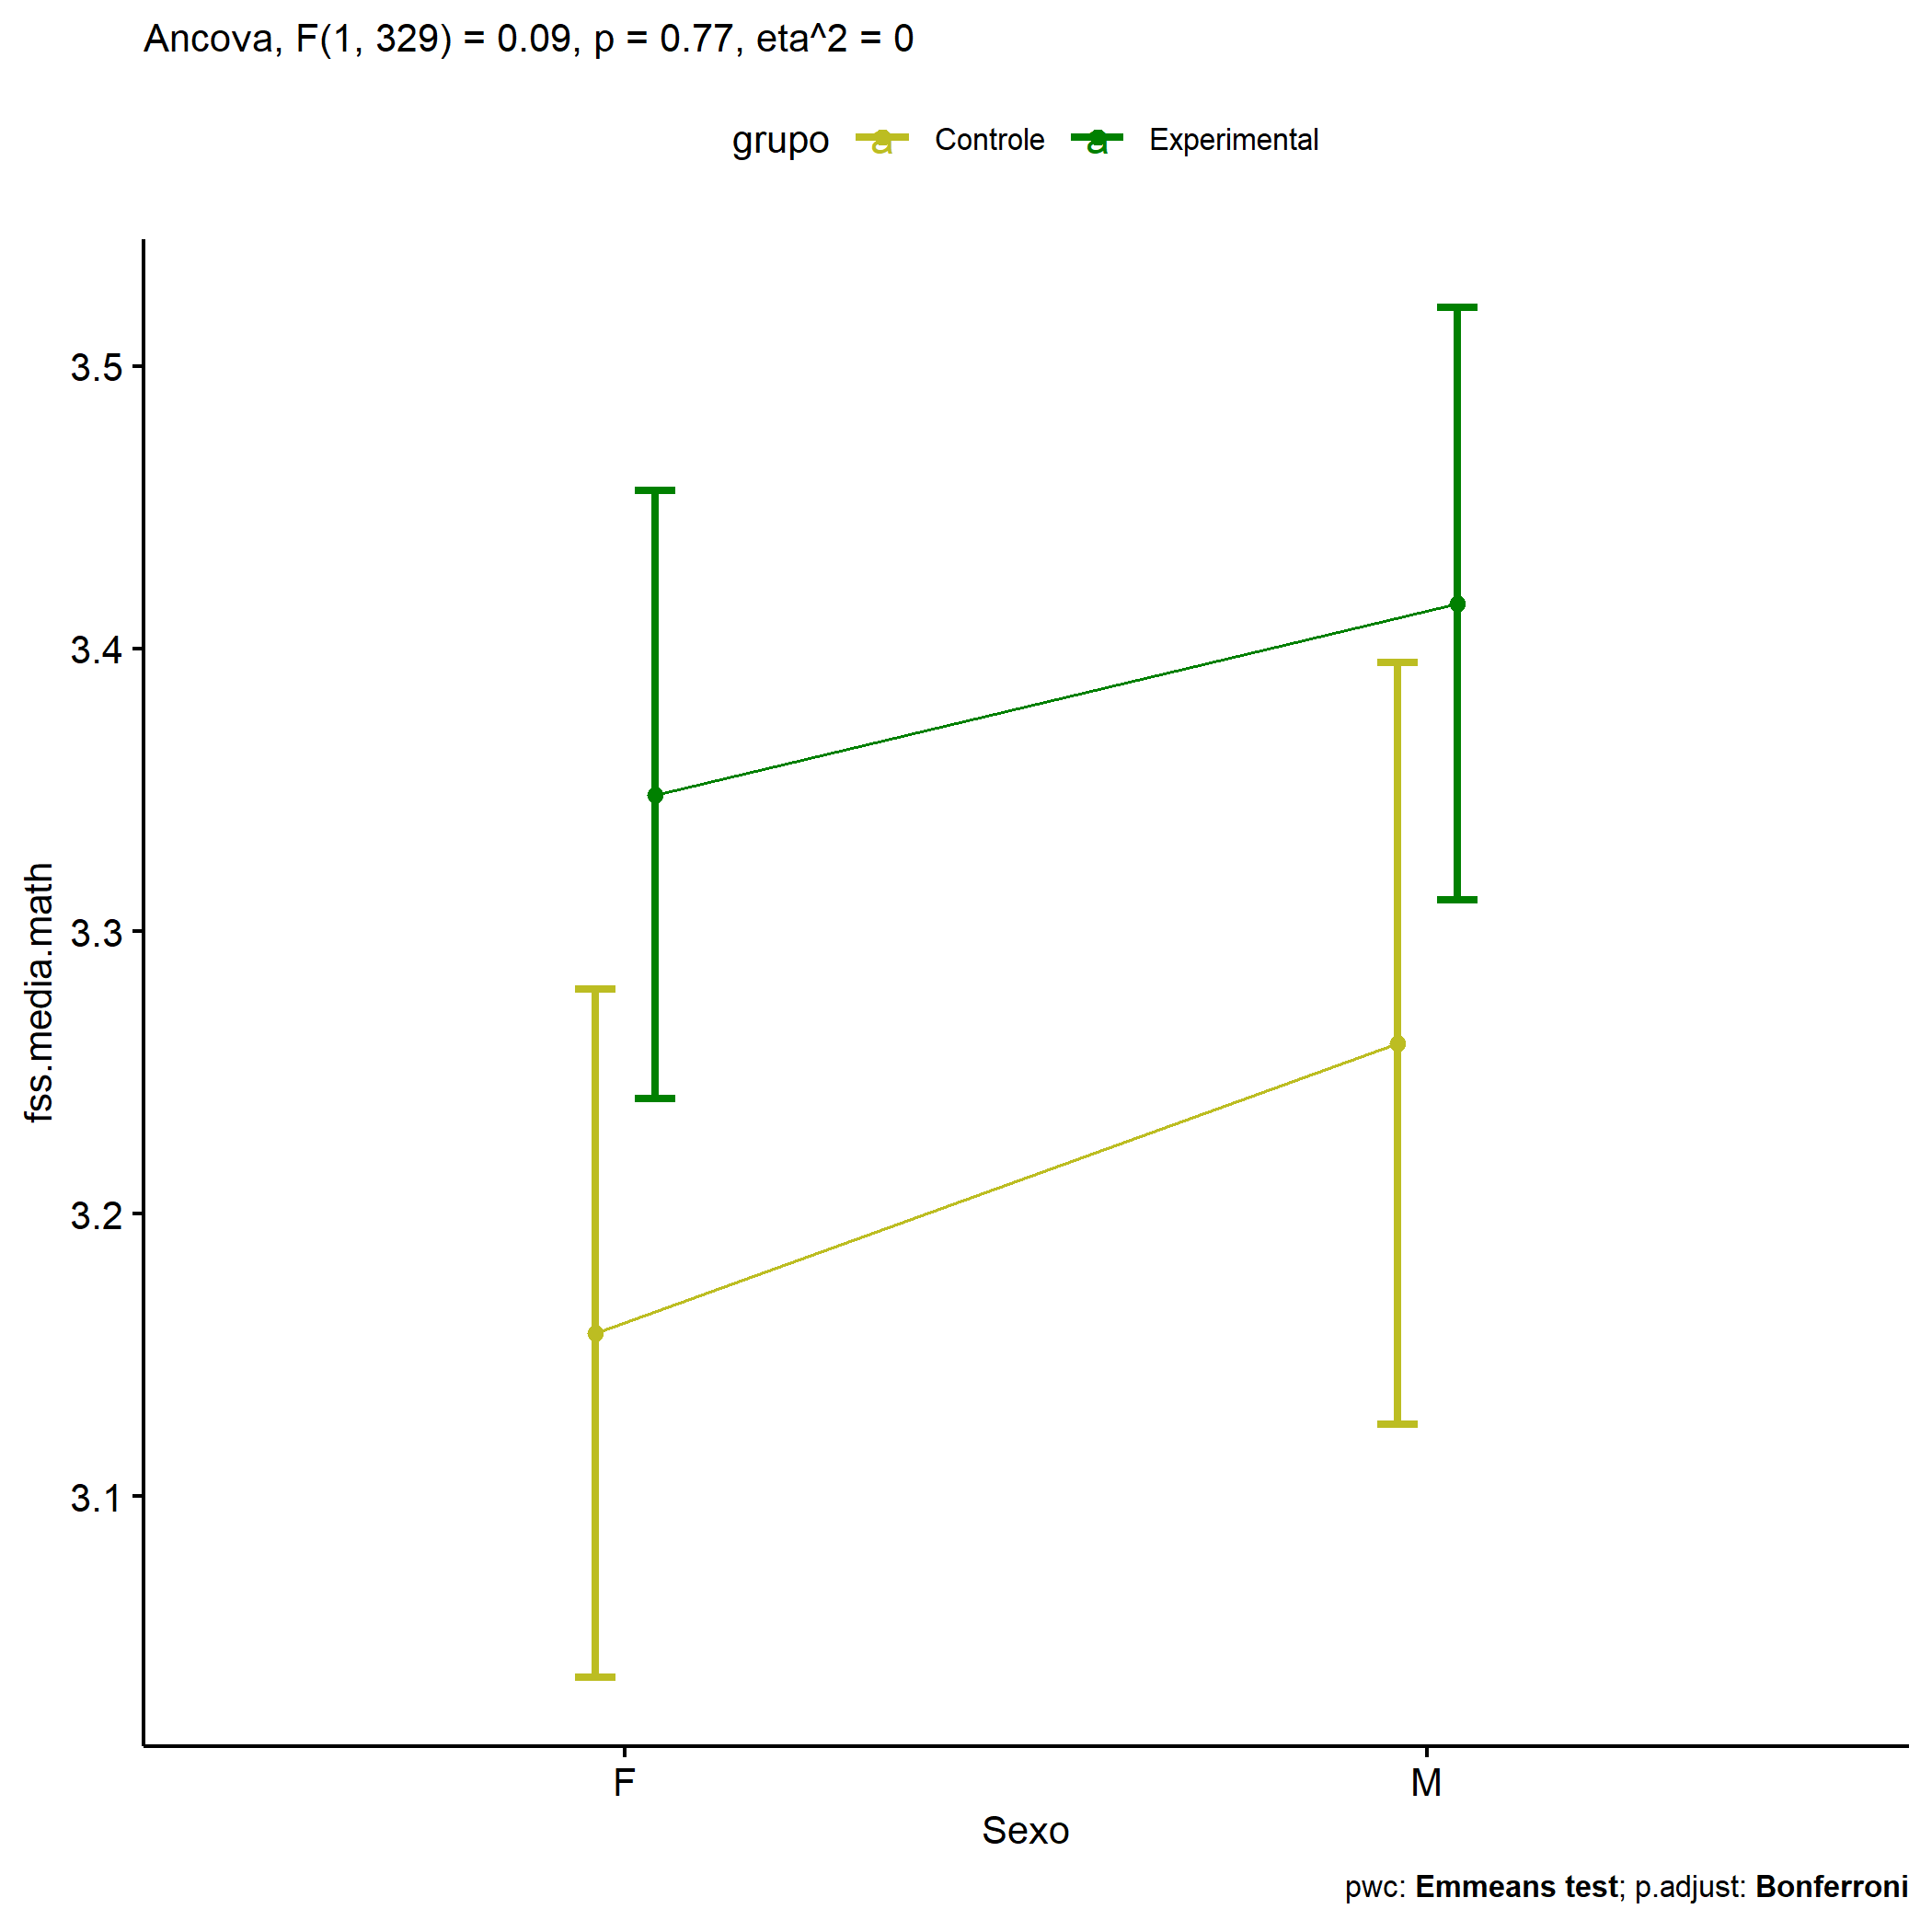 Ancova, F(1, 329) = 0.09, p = 0.77, eta^2 = 0
grupo a Controle a Experimental
3.5
3.4
3.3
3.2
3.1
fss.media.math
F M
Sexo
pwc: Emmeans test; p.adjust: Bonferroni